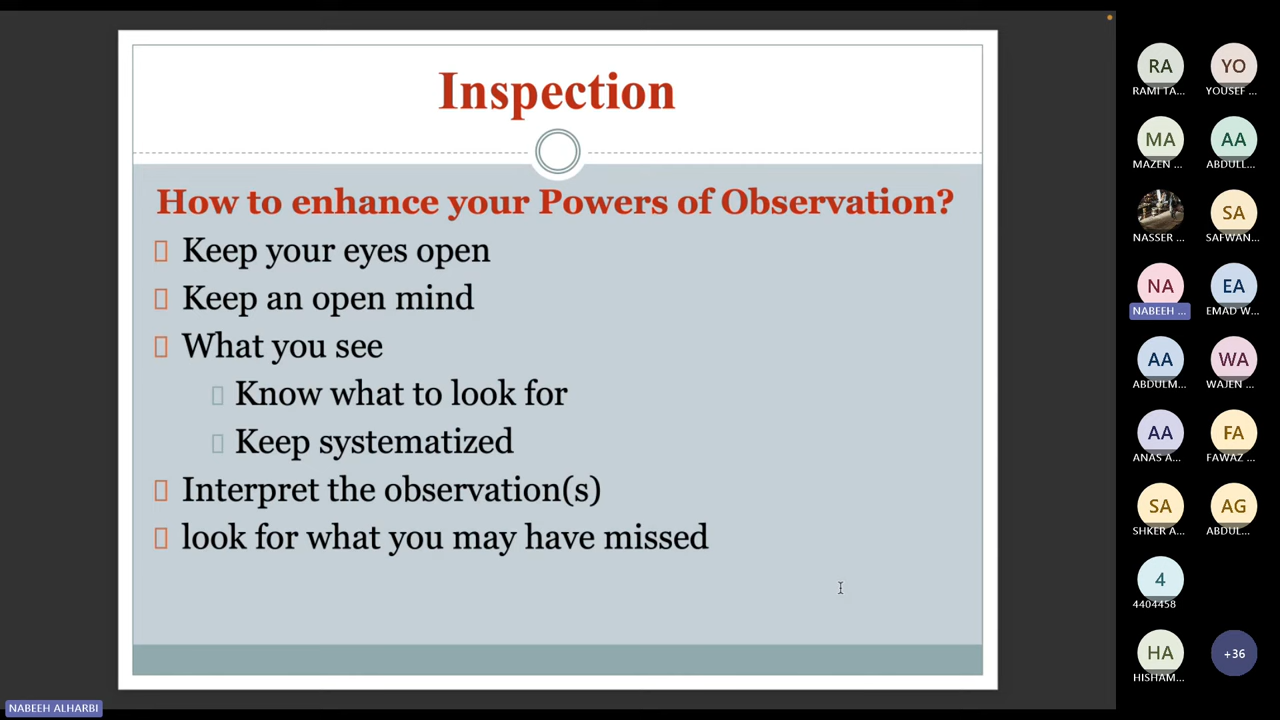 Inspection
How to enhance your Powers of Observation?
Keep your eyes open
Keep an open mind
What you see
Know what to look for
Keep systematized
Interpret the observation(s)
look for what you may have missed
RA
RAMI TA...
YO
YOUSEF ...
MA
MAZEN ...
AA
ABDULL...
NASSER ...
SA
SAFWAN...
NA
NABEEH ...
EA
EMAD W...
AA
ABDULM...
WA
WAJEN ...
AA
ANAS A...
FA
FAWAZ ...
SA
SHKER A...
AG
ABDUL...
4
4404458
HA
HISHAM...
+36
NABEEH ALHARBI